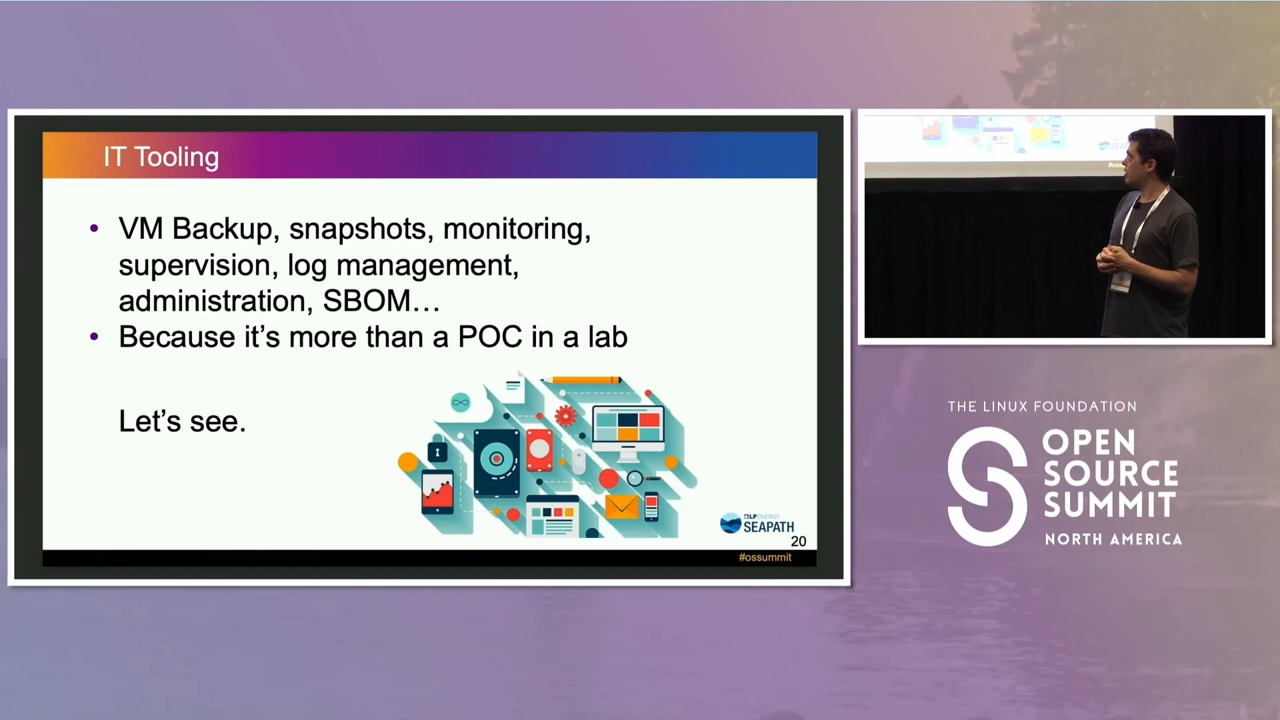 IT Tooling
• VM Backup, snapshots, monitoring,
supervision, log management,
administration, SBOM…
• Because it’s more than a POC in a lab
Let’s see.
LFENERGY
SEAPATH
20
#ossummit
THE LINUX FOUNDATION
OPEN
SOURCE
SUMMIT
NORTH AMERICA